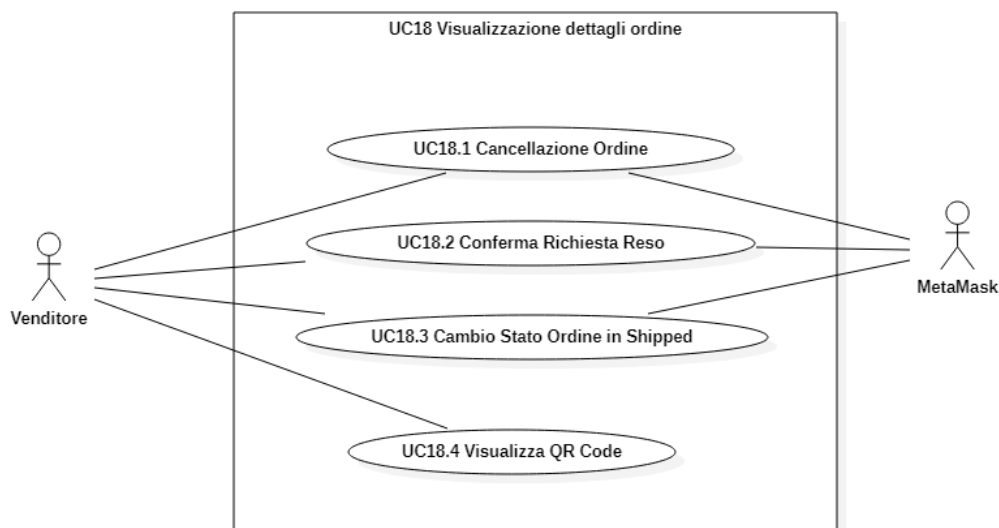 UC18 Visualizzazione dettagli ordine
UC18.1 Cancellazione Ordine
UC18.2 Conferma Richiesta Reso
MetaMask
Venditore
UC18.3 Cambio Stato Ordine in Shipped
UC18.4 Visualizza QR Code